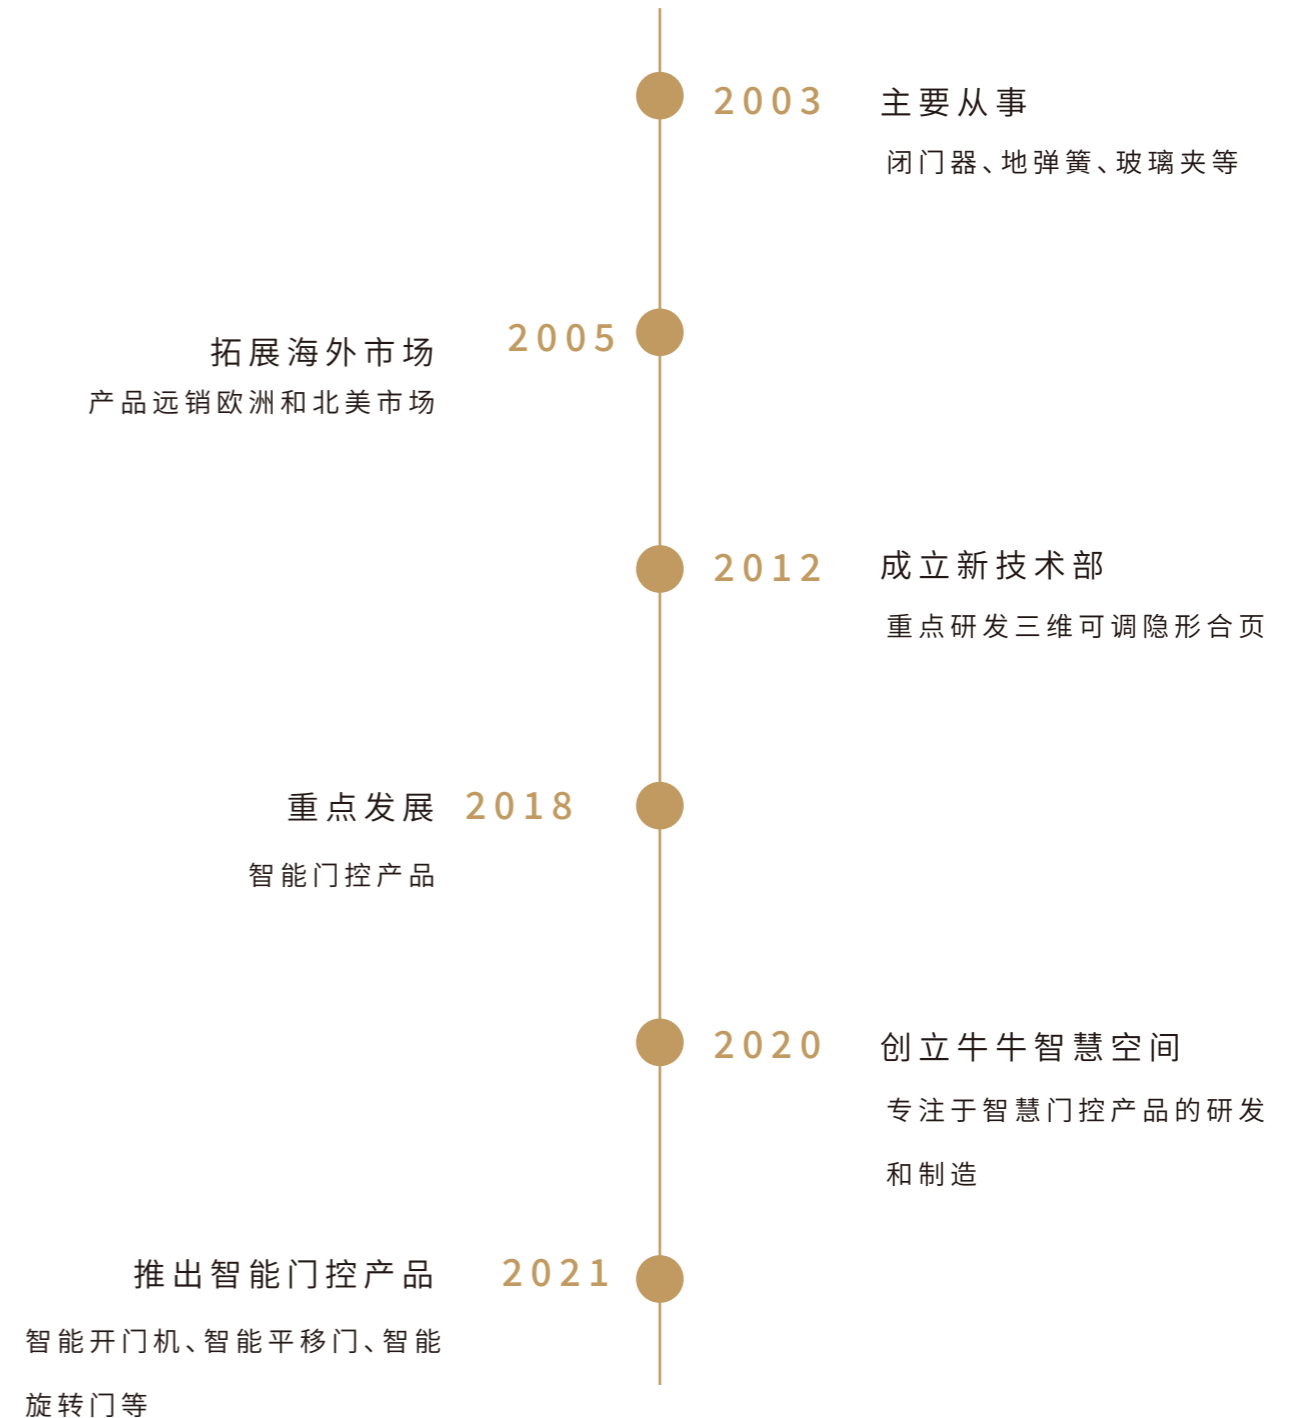 2003 主要从事
闭门器、地弹簧、玻璃夹等
2005
拓展海外市场
产品远销欧洲和北美市场
2012 成立新技术部
重点研发三维可调隐形合页
重点发展 2018
智能门控产品
2020 创立牛牛智慧空间
专注于智慧门控产品的研发
和制造
推出智能门控产品 2021
智能开门机、智能平移门、智能
旋转门等